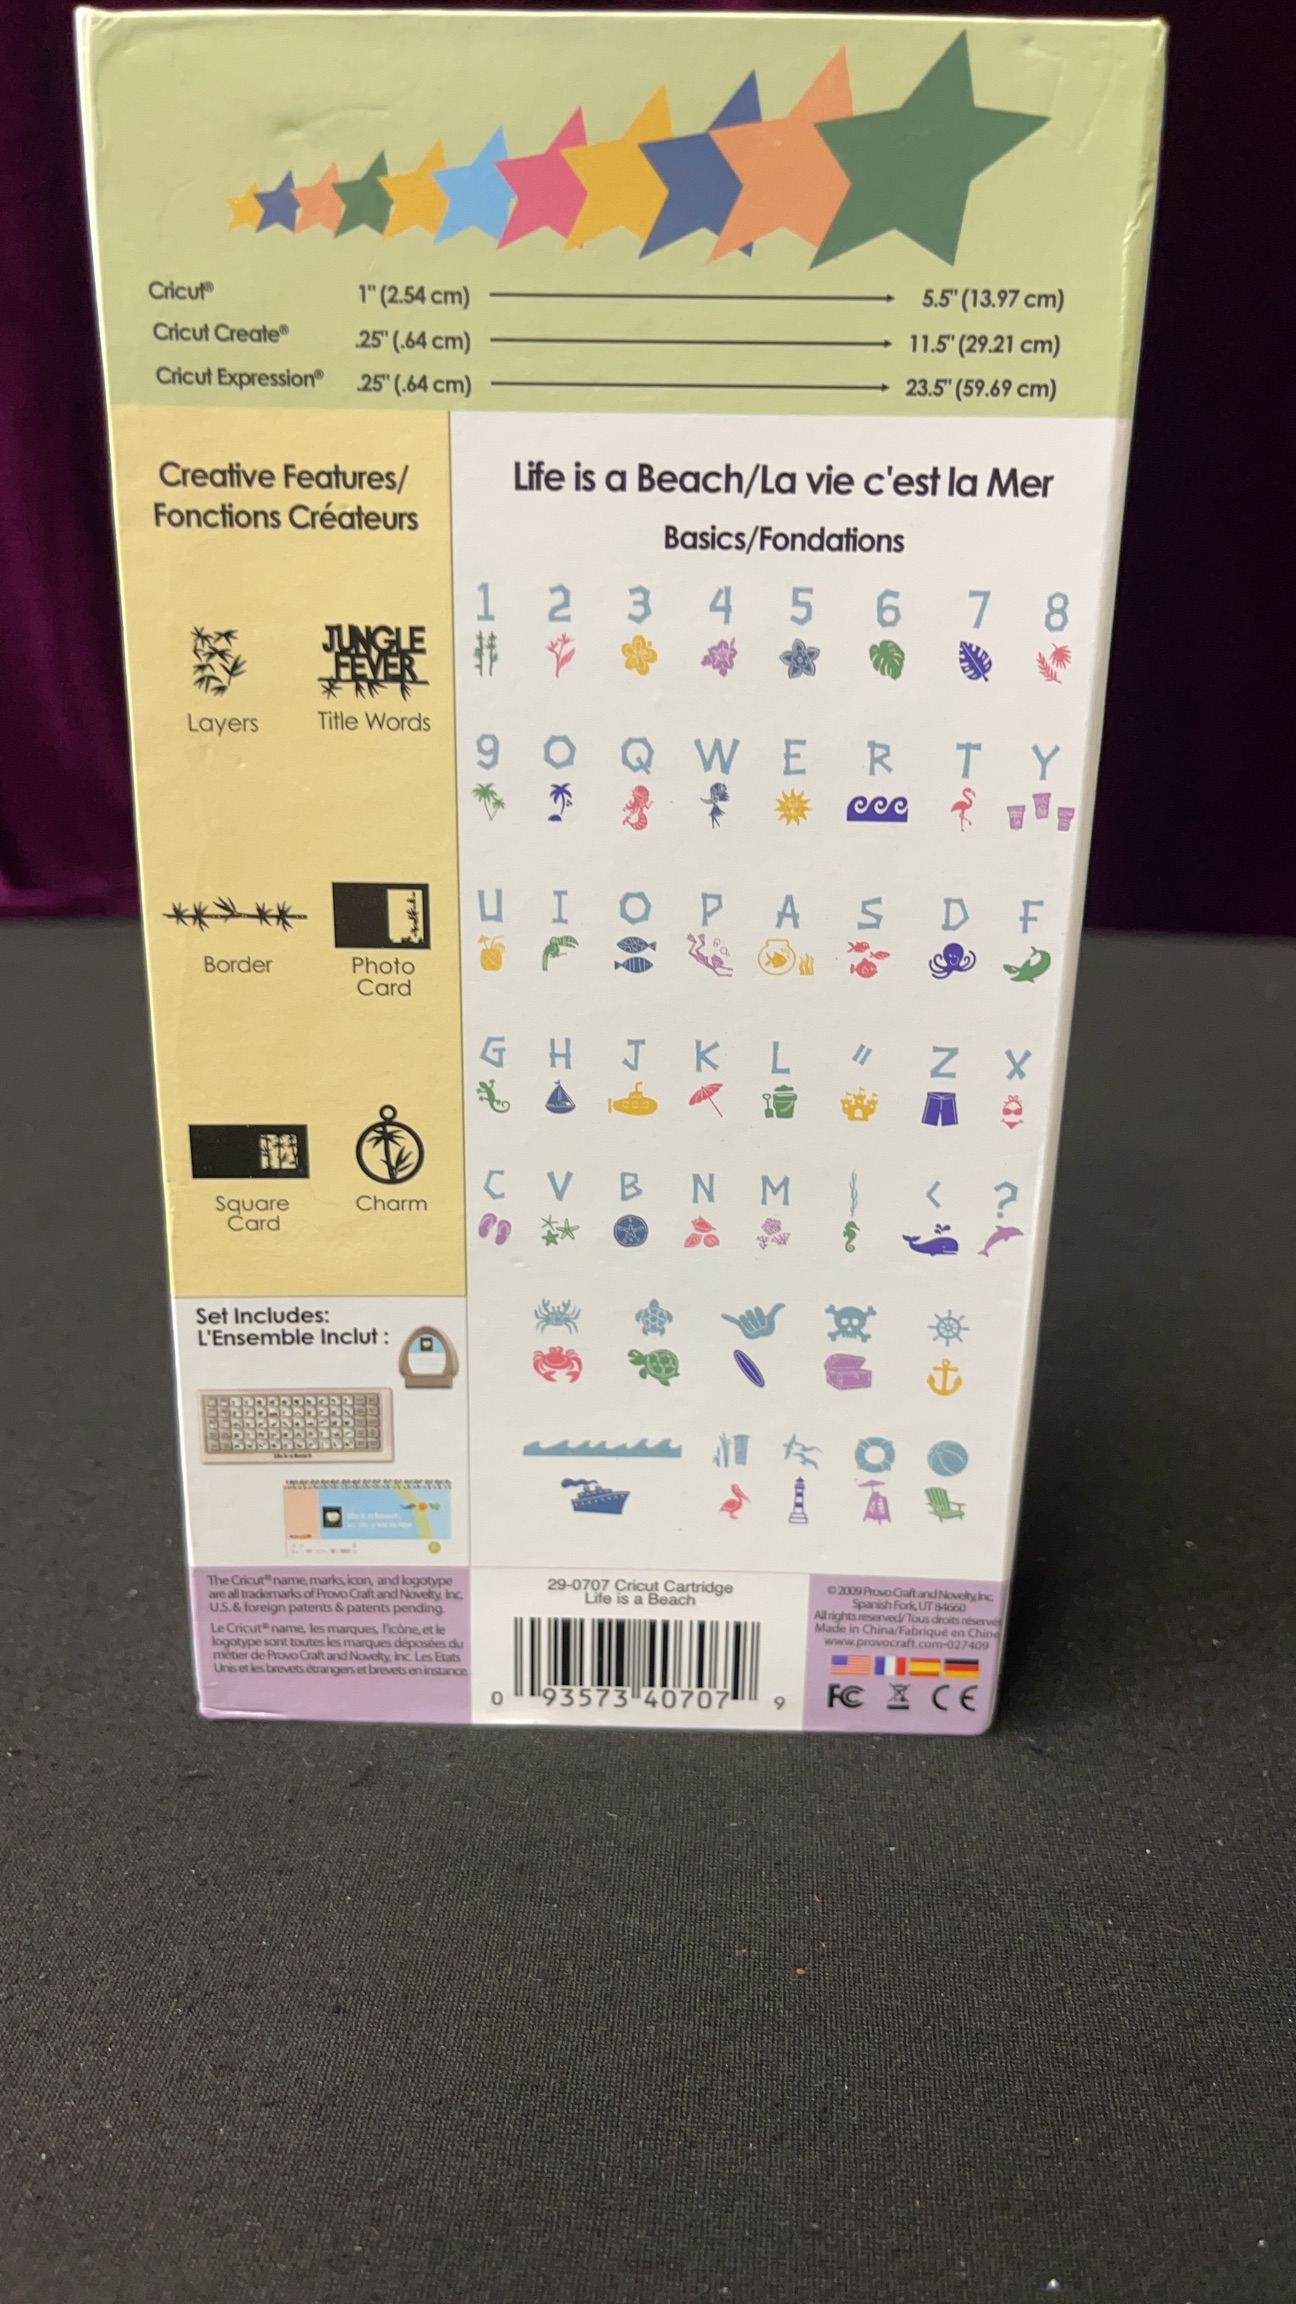 Cricut® 1" (2.54 cm) 5.5" (13.97 cm)
Cricut Create® .25" (.64 cm) 11.5" (29.21 cm)
Cricut Expression® .25" (.64 cm) 23.5" (59.69 cm)
Creative Features/
Fonctions Créateurs
JUNGLE
FEVER
Layers
Title Words
Border
Photo
Card
Square
Card
Charm
Set Includes:
L'Ensemble Inclut :
Life is a Beach/La vie c'est la Mer
Basics/Fondations
1 2 3 4 5 6 7 8
9 O Q W E R T Y
U I O P A S D F
G H J K L " Z X
C V B N M < ?
The Cricut® name, marks, icon, and logotype
are all trademarks of Provo Craft and Novelty, Inc.
U.S. & foreign patents & patents pending.
Le Cricut® name, les marques, l'icône, et le
logotype sont toutes les marques déposées du
métier de Provo Craft and Novelty, Inc. Les Etats
Unis et les brevets étrangers et brevets en instance.
29-0707 Cricut Cartridge
Life is a Beach
0 93573 40707 9
© 2009 Provo Craft and Novelty, Inc.
Spanish Fork, UT 84660
All rights reserved/Tous droits réservés
Made in China/Fabriqué en Chine
www.provocraft.com•027409
FC CE